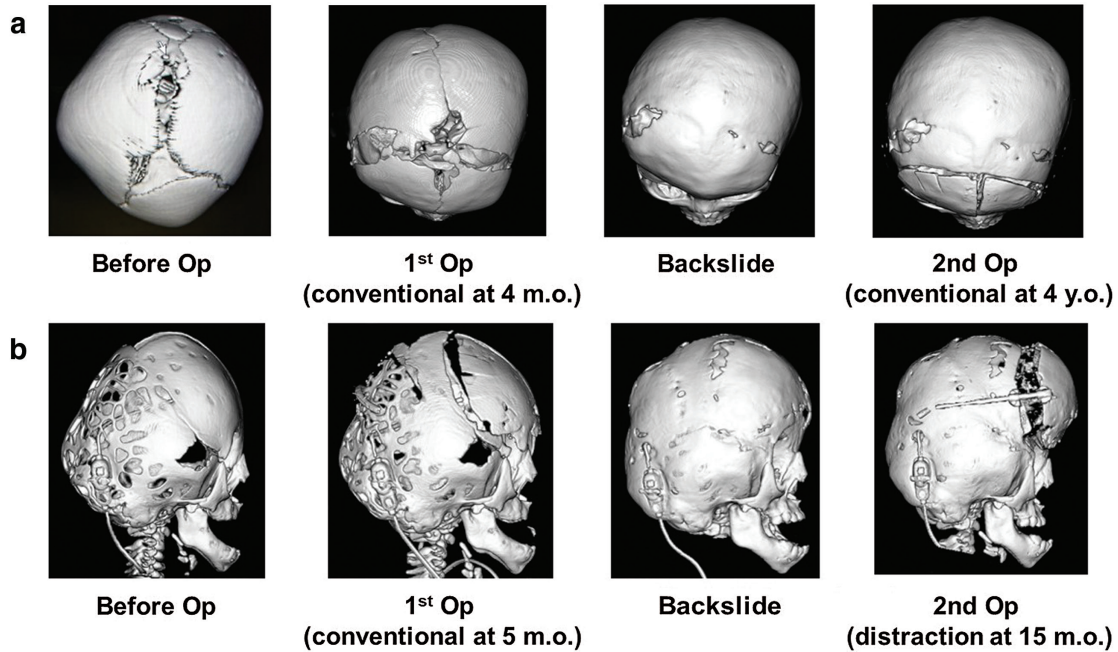 a
Before Op
1st Op
(conventional at 4 m.o.)
Backslide
2nd Op
(conventional at 4 y.o.)
b
Before Op
1st Op
(conventional at 5 m.o.)
Backslide
2nd Op
(distraction at 15 m.o.)